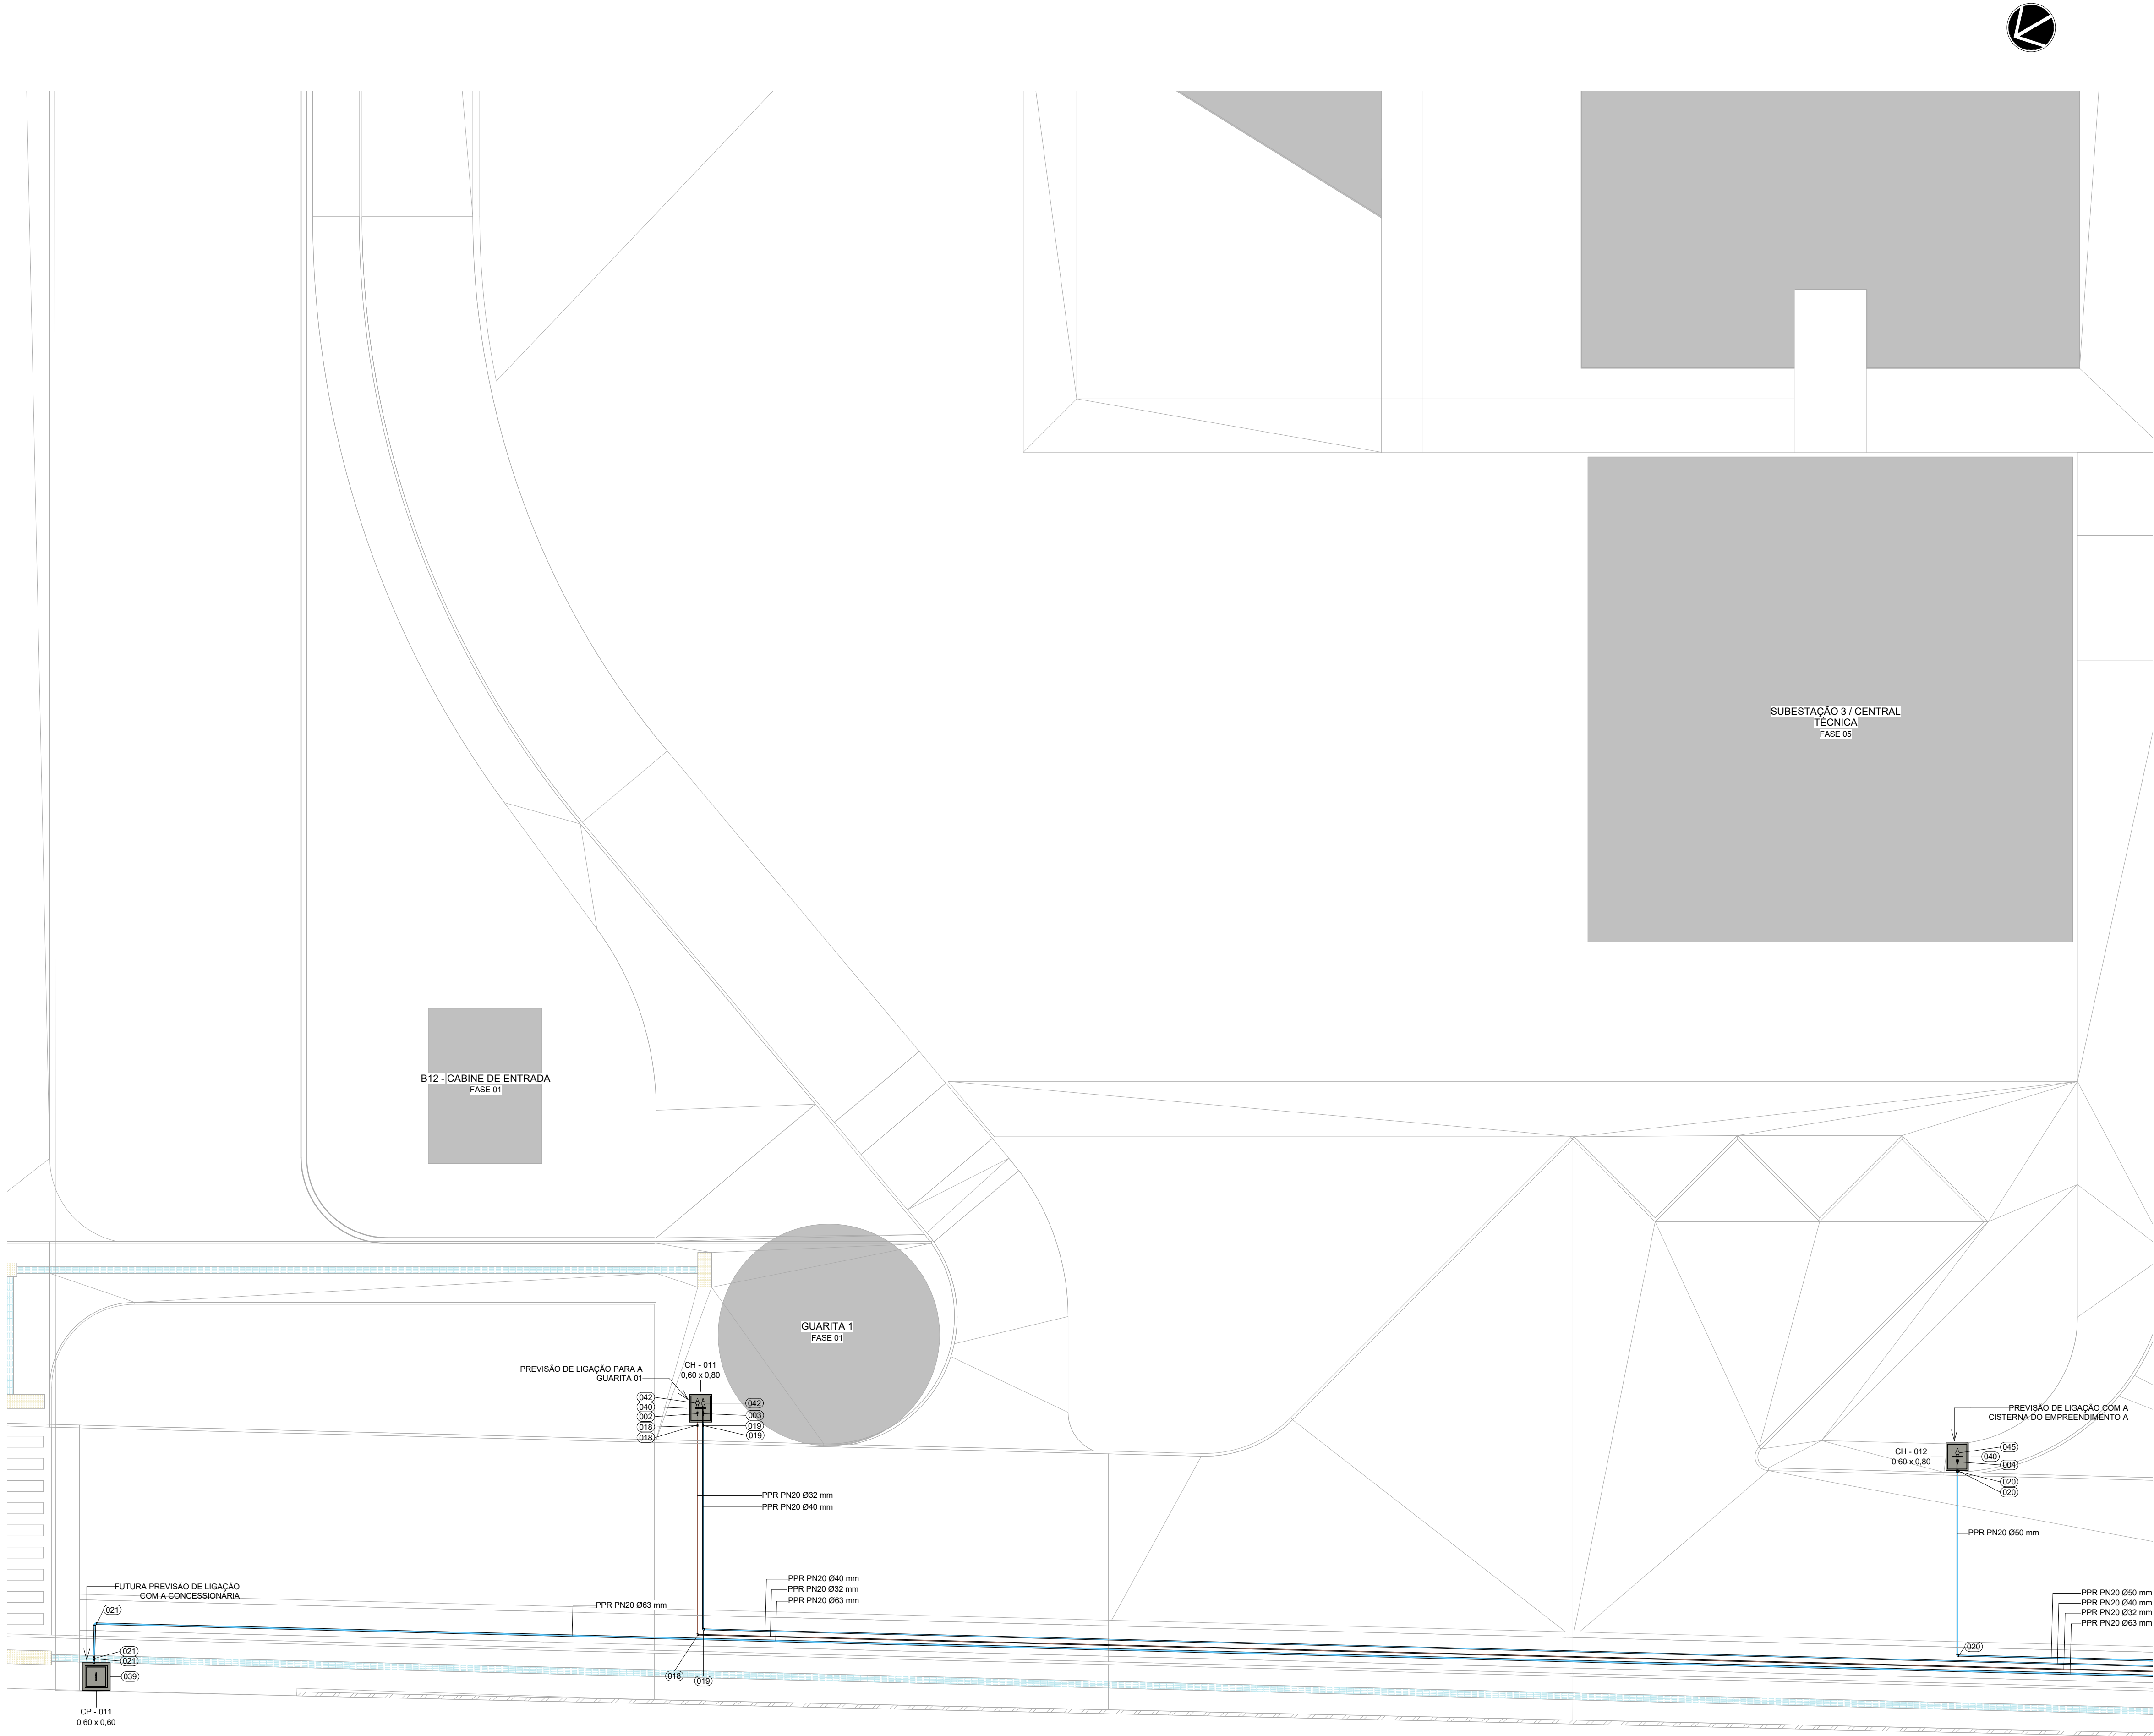 SUBESTAÇÃO 3 / CENTRAL
TÉCNICA
FASE 05
B12 - CABINE DE ENTRADA
FASE 01
GUARITA 1
FASE 01
PREVISÃO DE LIGAÇÃO PARA A
GUARITA 01
CH - 011
0,60 x 0,80
042
040
002
018
018
042
003
019
019
PREVISÃO DE LIGAÇÃO COM A
CISTERNA DO EMPREENDIMENTO A
CH - 012
0,60 x 0,80
045
040
004
020
020
PPR PN20 Ø32 mm
PPR PN20 Ø40 mm
PPR PN20 Ø50 mm
FUTURA PREVISÃO DE LIGAÇÃO
COM A CONCESSIONÁRIA
021
PPR PN20 Ø63 mm
PPR PN20 Ø40 mm
PPR PN20 Ø32 mm
PPR PN20 Ø63 mm
PPR PN20 Ø50 mm
PPR PN20 Ø40 mm
PPR PN20 Ø32 mm
PPR PN20 Ø63 mm
020
021
021
039
018
019
CP - 011
0,60 x 0,60